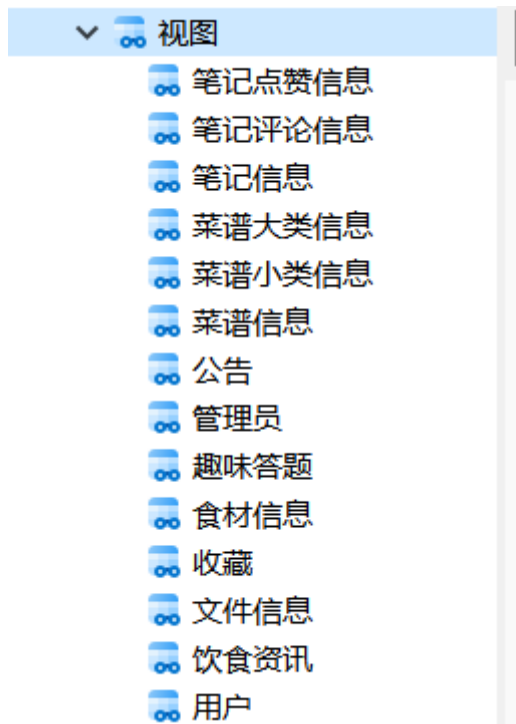 视图
笔记点赞信息
笔记评论信息
笔记信息
菜谱大类信息
菜谱小类信息
菜谱信息
公告
管理员
趣味答题
食材信息
收藏
文件信息
饮食资讯
用户